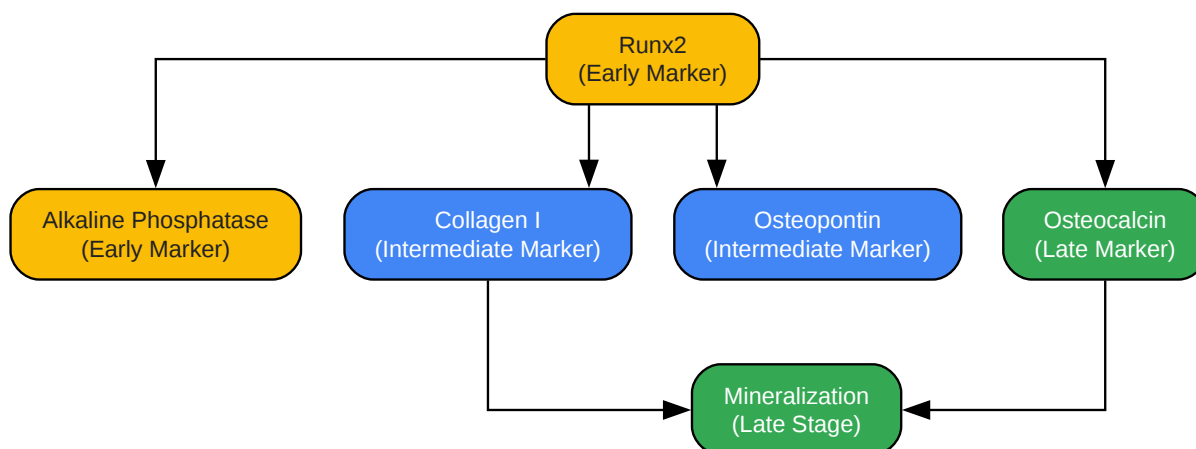 Runx2
(Early Marker)
Alkaline Phosphatase
(Early Marker)
Collagen I
(Intermediate Marker)
Osteopontin
(Intermediate Marker)
Osteocalcin
(Late Marker)
Mineralization
(Late Stage)